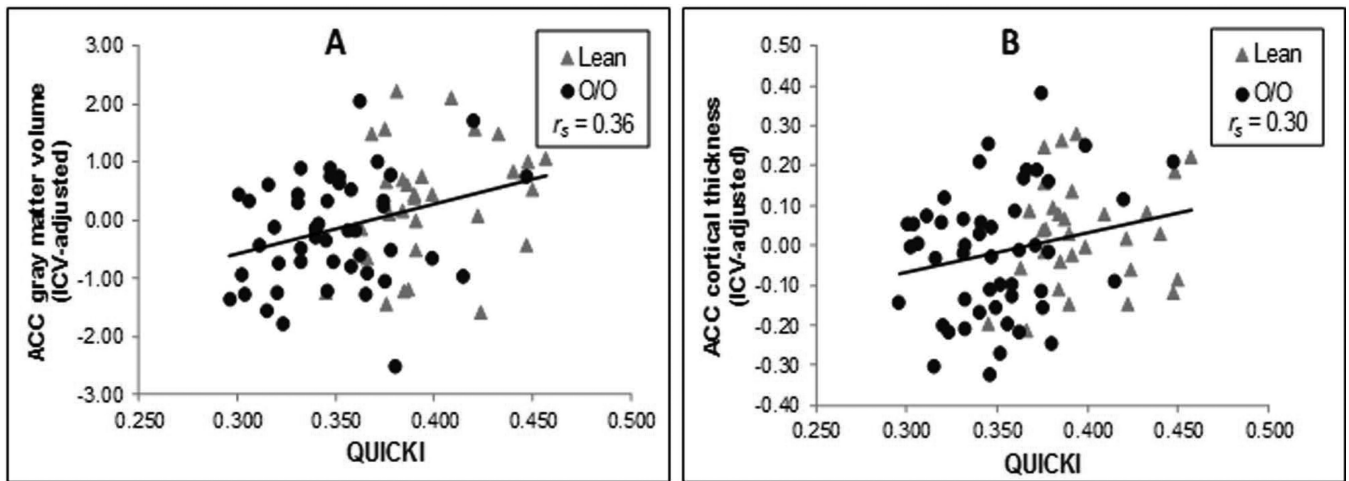 A
Lean
O/O
rs = 0.36
ACC gray matter volume
(ICV-adjusted)
3.00
2.00
1.00
0.00
-1.00
-2.00
-3.00
0.250 0.300 0.350 0.400 0.450 0.500
QUICKI
B
Lean
O/O
rs = 0.30
ACC cortical thickness
(ICV-adjusted)
0.50
0.40
0.30
0.20
0.10
0.00
-0.10
-0.20
-0.30
-0.40
0.250 0.300 0.350 0.400 0.450 0.500
QUICKI